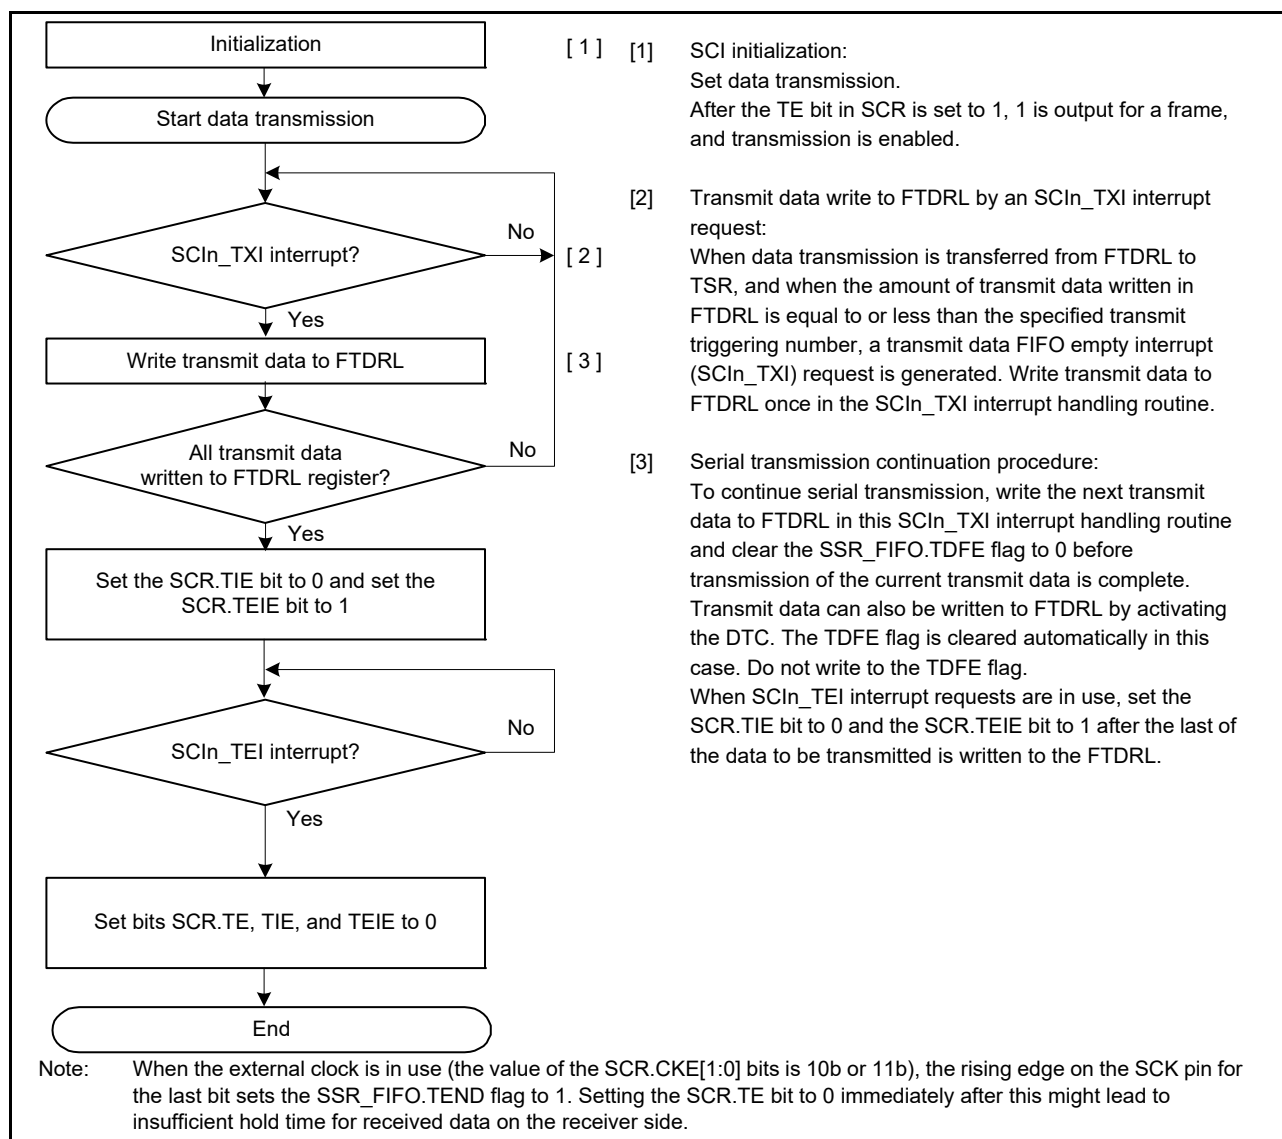 Initialization
[ 1 ]
Start data transmission
SCIn_TXI interrupt?
No
[ 2 ]
Yes
Write transmit data to FTDRL
[ 3 ]
All transmit data
written to FTDRL register?
No
Yes
Set the SCR.TIE bit to 0 and set the
SCR.TEIE bit to 1
SCIn_TEI interrupt?
No
Yes
Set bits SCR.TE, TIE, and TEIE to 0
End
[1] SCI initialization:
Set data transmission.
After the TE bit in SCR is set to 1, 1 is output for a frame,
and transmission is enabled.
[2] Transmit data write to FTDRL by an SCIn_TXI interrupt
request:
When data transmission is transferred from FTDRL to
TSR, and when the amount of transmit data written in
FTDRL is equal to or less than the specified transmit
triggering number, a transmit data FIFO empty interrupt
(SCIn_TXI) request is generated. Write transmit data to
FTDRL once in the SCIn_TXI interrupt handling routine.
[3] Serial transmission continuation procedure:
To continue serial transmission, write the next transmit
data to FTDRL in this SCIn_TXI interrupt handling routine
and clear the SSR_FIFO.TDFE flag to 0 before
transmission of the current transmit data is complete.
Transmit data can also be written to FTDRL by activating
the DTC. The TDFE flag is cleared automatically in this
case. Do not write to the TDFE flag.
When SCIn_TEI interrupt requests are in use, set the
SCR.TIE bit to 0 and the SCR.TEIE bit to 1 after the last of
the data to be transmitted is written to the FTDRL.
Note: When the external clock is in use (the value of the SCR.CKE[1:0] bits is 10b or 11b), the rising edge on the SCK pin for
the last bit sets the SSR_FIFO.TEND flag to 1. Setting the SCR.TE bit to 0 immediately after this might lead to
insufficient hold time for received data on the receiver side.